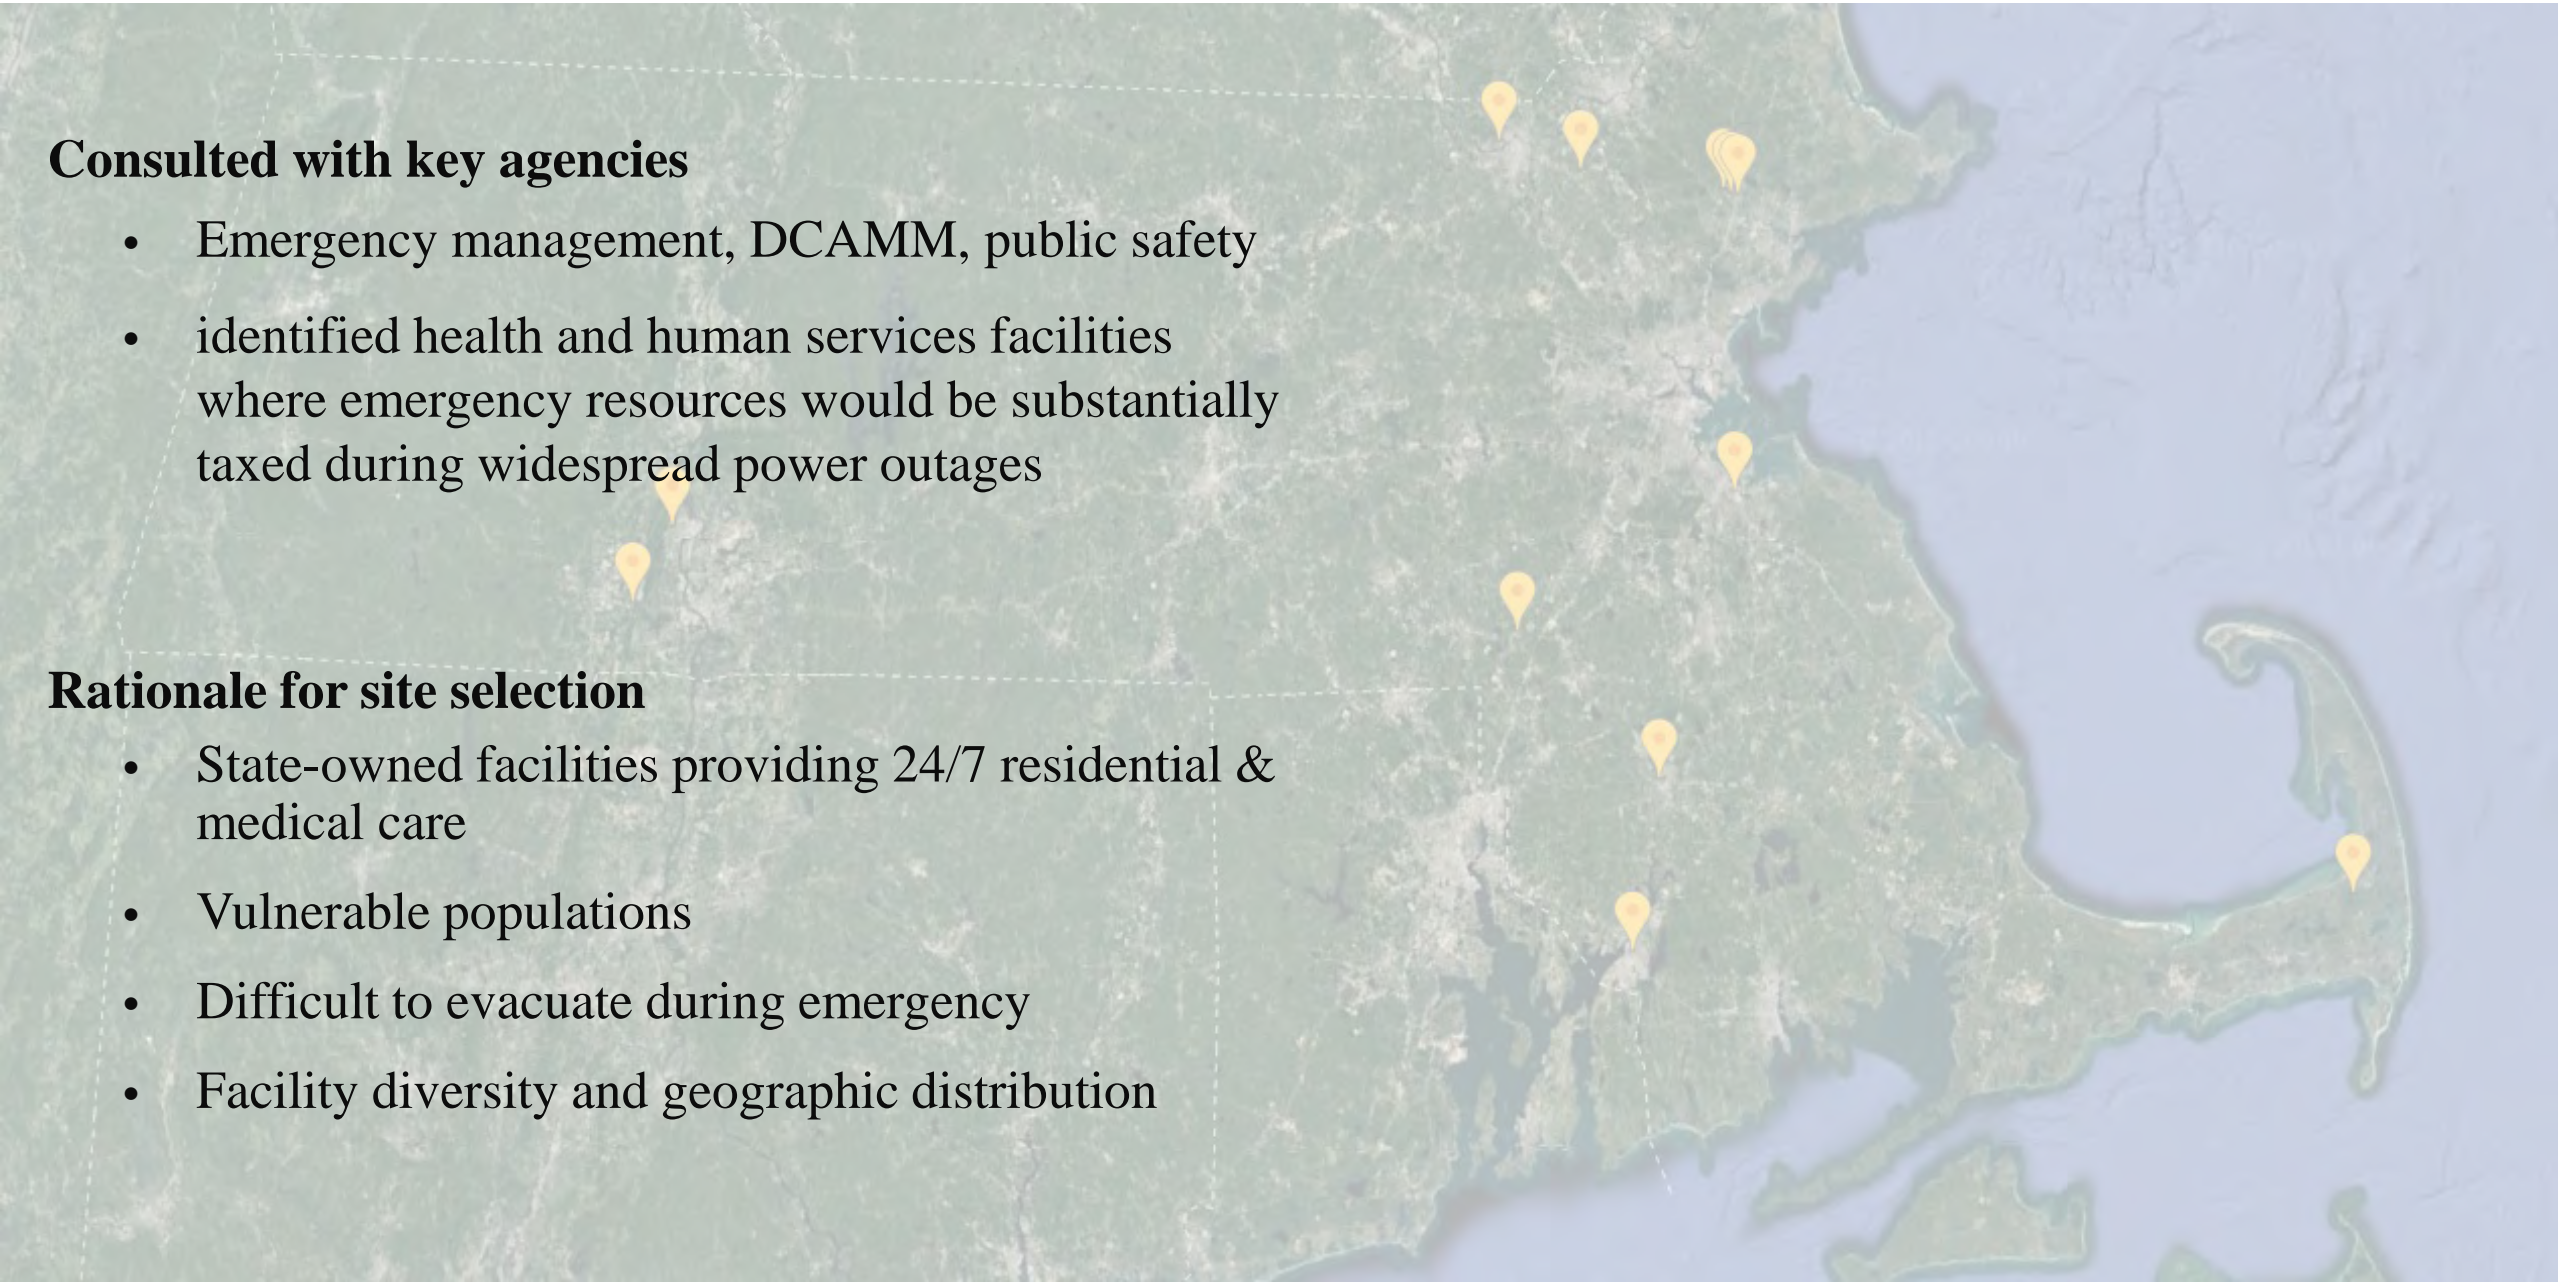 Consulted with key agencies
• Emergency management, DCAMM, public safety
• identified health and human services facilities
where emergency resources would be substantially
taxed during widespread power outages
Rationale for site selection
• State-owned facilities providing 24/7 residential &
medical care
• Vulnerable populations
• Difficult to evacuate during emergency
• Facility diversity and geographic distribution